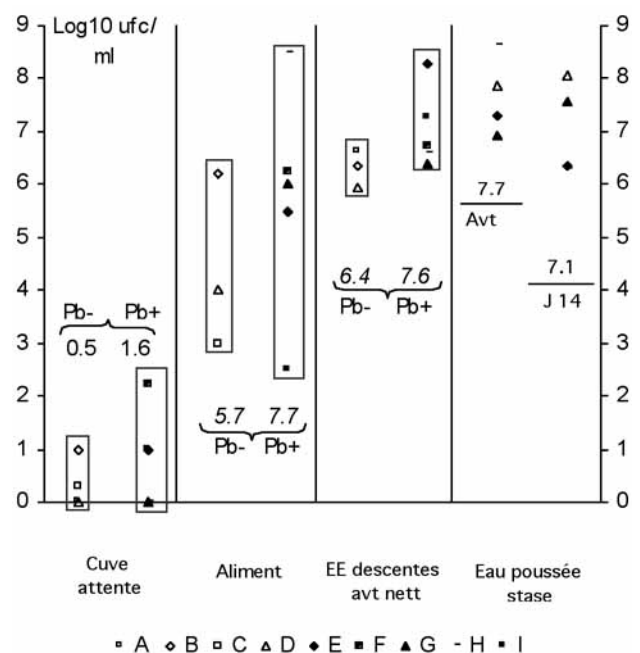 Log10 ufc/
ml
9 9
8 8
7 7
6 6
5 5
4 4
3 3
2 2
1 1
0 0
7.7
Avt
7.1
J 14
6.4 7.6
Pb- Pb+
Pb- Pb+
0.5 1.6
5.7 7.7
Pb- Pb+
Cuve
attente
Aliment
EE descentes
avt nett
Eau poussée
stase
A B C D E F G H I